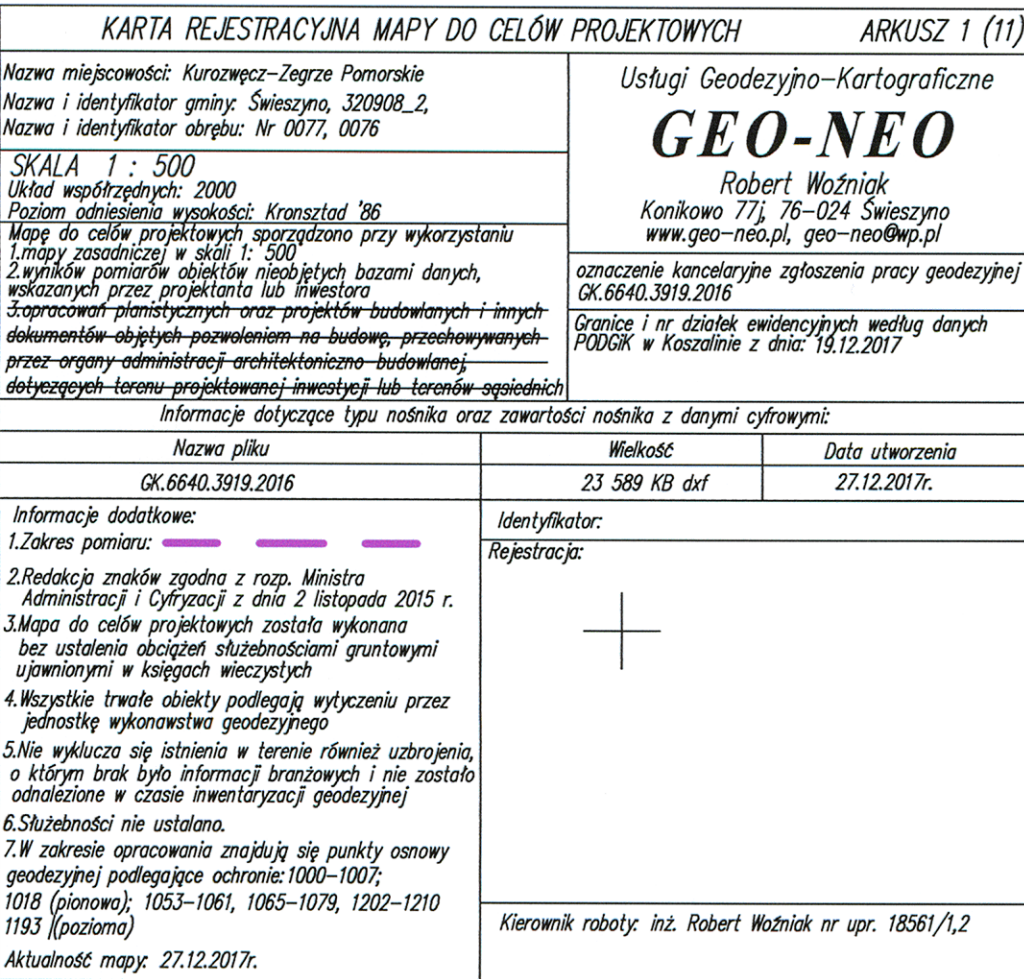 KARTA REJESTRACYJNA MAPY DO CELÓW PROJEKTOWYCH ARKUSZ 1 (11)
Nazwa miejscowości: Kurozwęcz-Zegrze Pomorskie
Nazwa i identyfikator gminy: Świeszyno, 320908_2,
Nazwa i identyfikator obrębu: Nr 0077, 0076
SKALA 1 : 500
Układ współrzędnych: 2000
Poziom odniesienia wysokości: Kronsztad '86
Mapę do celów projektowych sporządzono przy wykorzystaniu
1.mapy zasadniczej w skali 1: 500
2.wyników pomiarów obiektów nieobjętych bazami danych,
wskazanych przez projektanta lub inwestora
3.opracowań planistycznych oraz projektów budowlanych i innych
dokumentów objętych pozwoleniem na budowę, przechowywanych
przez organy administracji architektoniczno budowlanej,
dotyczących terenu projektowanej inwestycji lub terenów sąsiednich
Usługi Geodezyjno-Kartograficzne
GEO-NEO
Robert Woźniak
Konikowo 77j, 76-024 Świeszyno
www.geo-neo.pl, geo-neo@wp.pl
oznaczenie kancelaryjne zgłoszenia pracy geodezyjnej
GK.6640.3919.2016
Granice i nr działek ewidencyjnych według danych
PODGiK w Koszalinie z dnia: 19.12.2017
Informacje dotyczące typu nośnika oraz zawartości nośnika z danymi cyfrowymi:
Nazwa pliku Wielkość Data utworzenia
GK.6640.3919.2016 23 589 KB dxf 27.12.2017r.
Informacje dodatkowe:
1.Zakres pomiaru:
2.Redakcja znaków zgodna z rozp. Ministra
Administracji i Cyfryzacji z dnia 2 listopada 2015 r.
3.Mapa do celów projektowych została wykonana
bez ustalenia obciążeń służebnościami gruntowymi
ujawnionymi w księgach wieczystych
4.Wszystkie trwałe obiekty podlegają wytyczeniu przez
jednostkę wykonawstwa geodezyjnego
5.Nie wyklucza się istnienia w terenie również uzbrojenia,
o którym brak było informacji branżowych i nie zostało
odnalezione w czasie inwentaryzacji geodezyjnej
6.Służebności nie ustalano.
7.W zakresie opracowania znajdują się punkty osnowy
geodezyjnej podlegające ochronie:1000-1007;
1018 (pionowa); 1053-1061, 1065-1079, 1202-1210
1193 (pozioma)
Aktualność mapy: 27.12.2017r.
Identyfikator:
Rejestracja:
Kierownik roboty: inż. Robert Woźniak nr upr. 18561/1,2